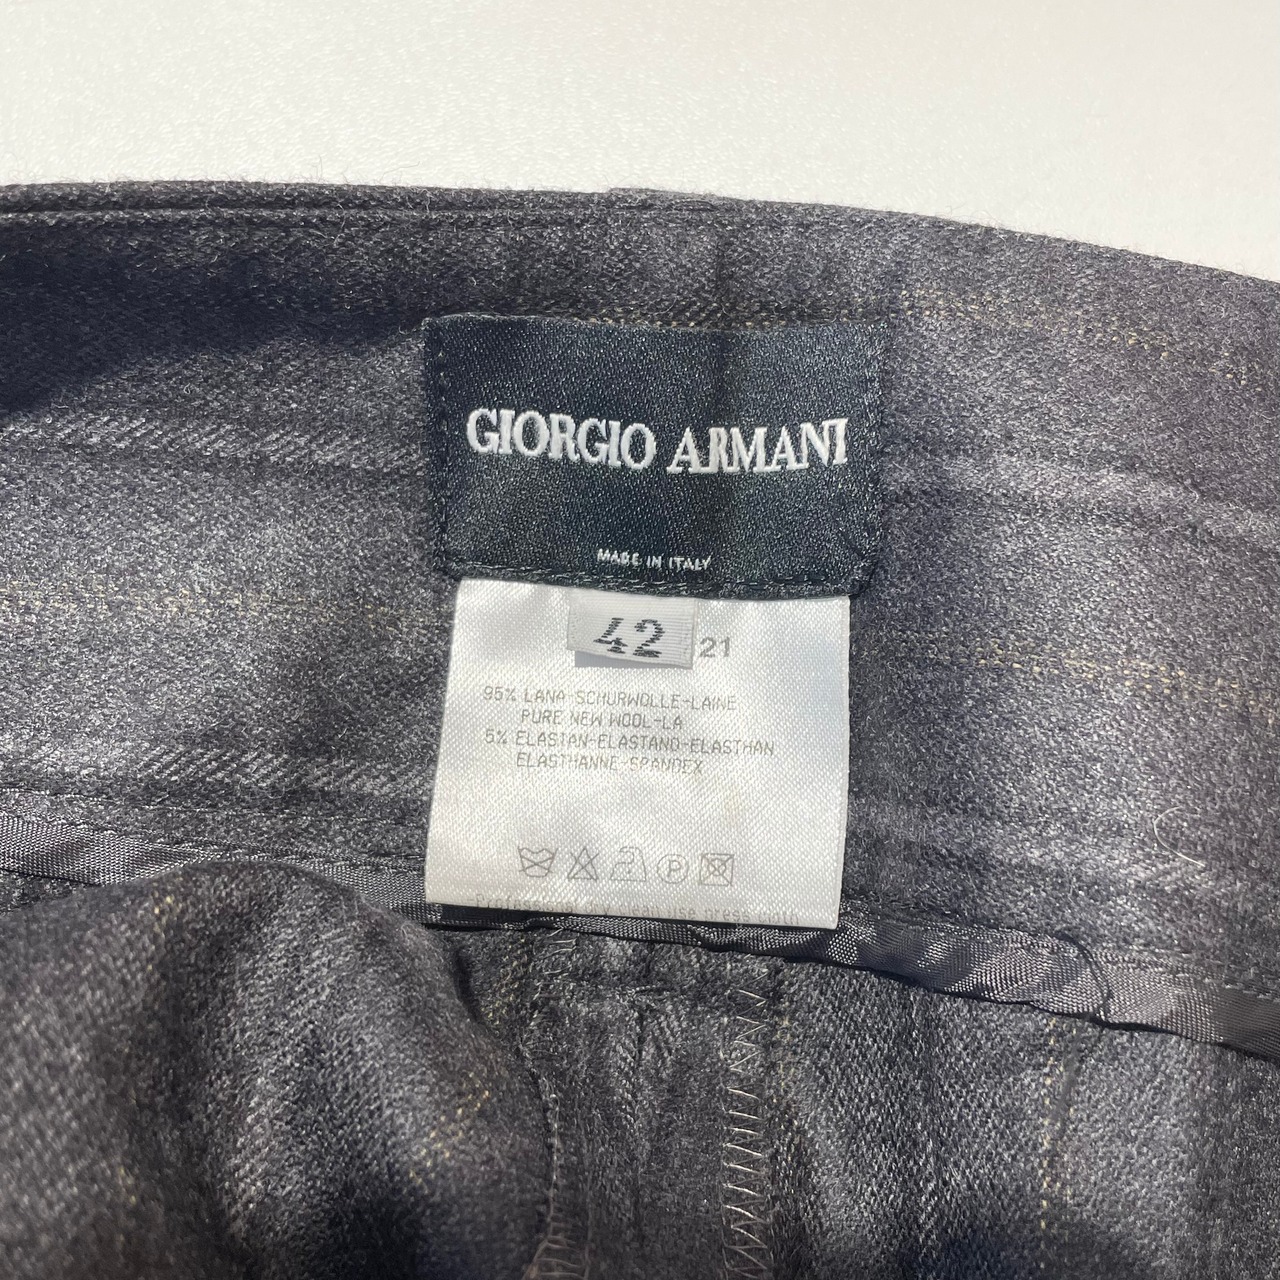 GIORGIO ARMANI
MADE IN ITALY
42 21
95% LANA-SCHURWOLLE-LAINE
PURE NEW WOOL-LA
5% ELASTAN-ELASTANO-ELASTHAN
ELASTHANNE-SPANDEX
P